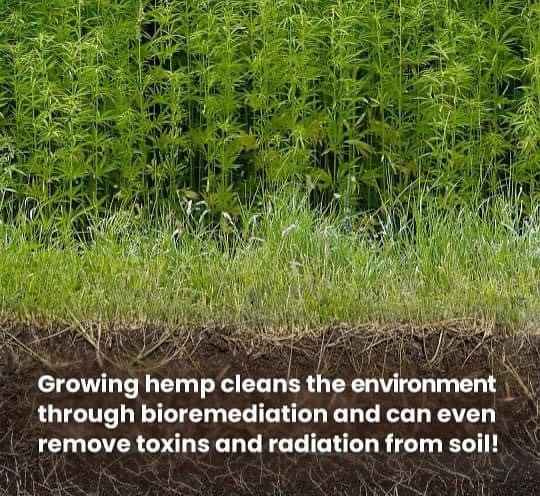 Growing hemp cleans the environment
through bioremediation and can even
remove toxins and radiation from soil!